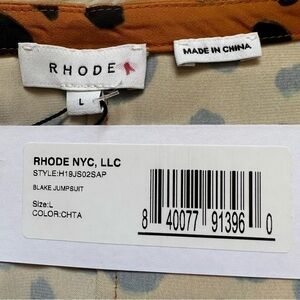 RHODE
MADE IN CHINA
L
RHODE NYC, LLC
STYLE:H19JS02SAP
BLAKE JUMPSUIT
Size:L
COLOR:CHTA
8 40077 91396 0